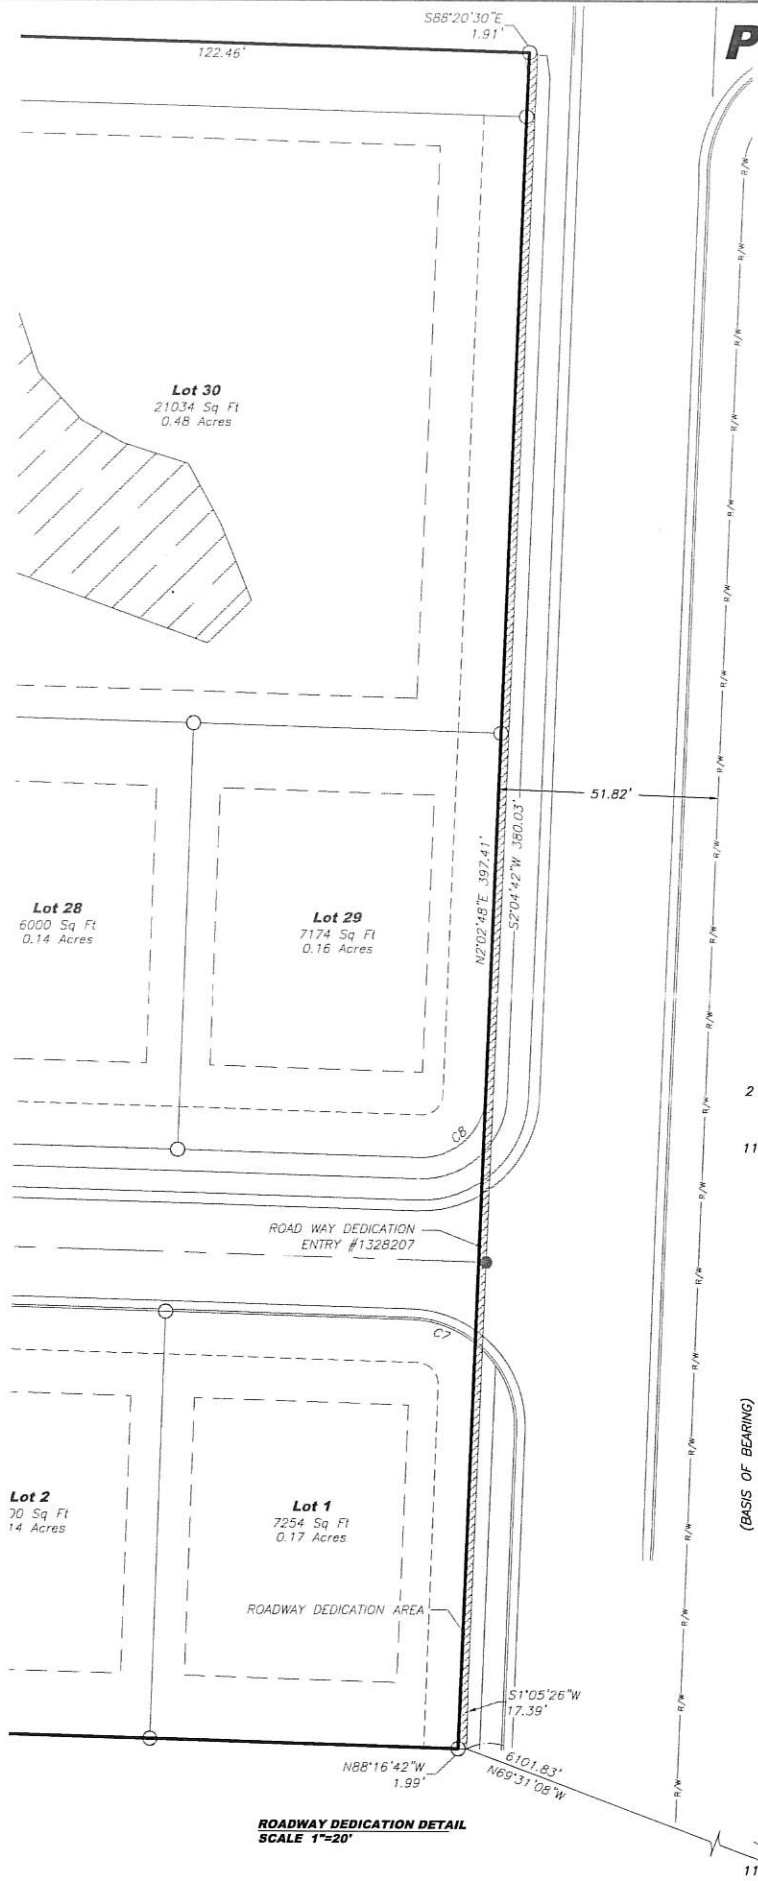 S88°20'30"E
1.91'
P
122.46'
R/W
R/W
R/W
R/W
Lot 30
21034 Sq Ft
0.48 Acres
R/W
R/W
R/W
R/W
51.82'
N2°02'48"E 397.41'
S2°04'42"W 380.03'
R/W
Lot 28
6000 Sq Ft
0.14 Acres
Lot 29
7174 Sq Ft
0.16 Acres
R/W
R/W
2
R/W
C8
11
R/W
ROAD WAY DEDICATION
ENTRY #1328207
R/W
C7
R/W
R/W
(BASIS OF BEARING)
Lot 2
00 Sq Ft
14 Acres
Lot 1
7254 Sq Ft
0.17 Acres
R/W
ROADWAY DEDICATION AREA
R/W
S1°05'26"W
17.39'
R/W
N88°16'42"W
1.99'
6101.83'
N69°31'08"W
R/W
ROADWAY DEDICATION DETAIL
SCALE 1"=20'
11